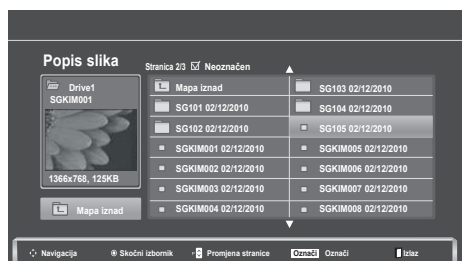 Popis slika
Stranica 2/3 Neoznačen
Drive1
SGKIM001
1366x768, 125KB
Mapa iznad
Mapa iznad
SG101 02/12/2010
SG102 02/12/2010
SGKIM001 02/12/2010
SGKIM002 02/12/2010
SGKIM003 02/12/2010
SGKIM004 02/12/2010
SG103 02/12/2010
SG104 02/12/2010
SG105 02/12/2010
SGKIM005 02/12/2010
SGKIM006 02/12/2010
SGKIM007 02/12/2010
SGKIM008 02/12/2010
Navigacija Skočni izbornik Promjena stranice Označi Označi Izlaz